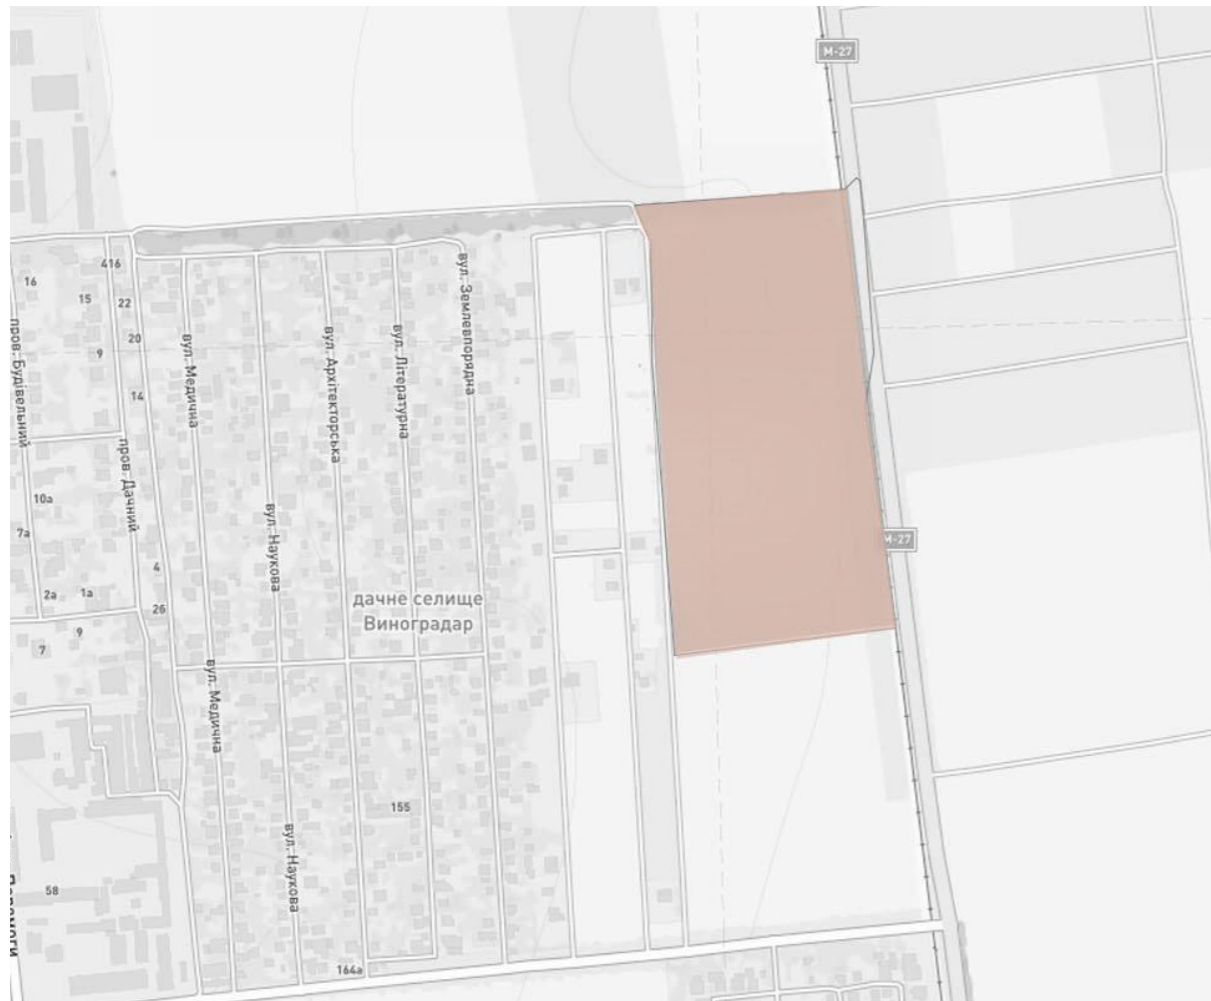 М-27
416
16
15
22
20
9
14
пров. Будівельний
вул. Медична
вул. Архітекторська
вул. Літературна
вул. Землевпорядна
пров. Дачний
10а
7а
вул. Наукова
М-27
4
2а
1а
26
9
7
дачне селище
Виноградар
вул. Медична
155
вул. Наукова
58
164а